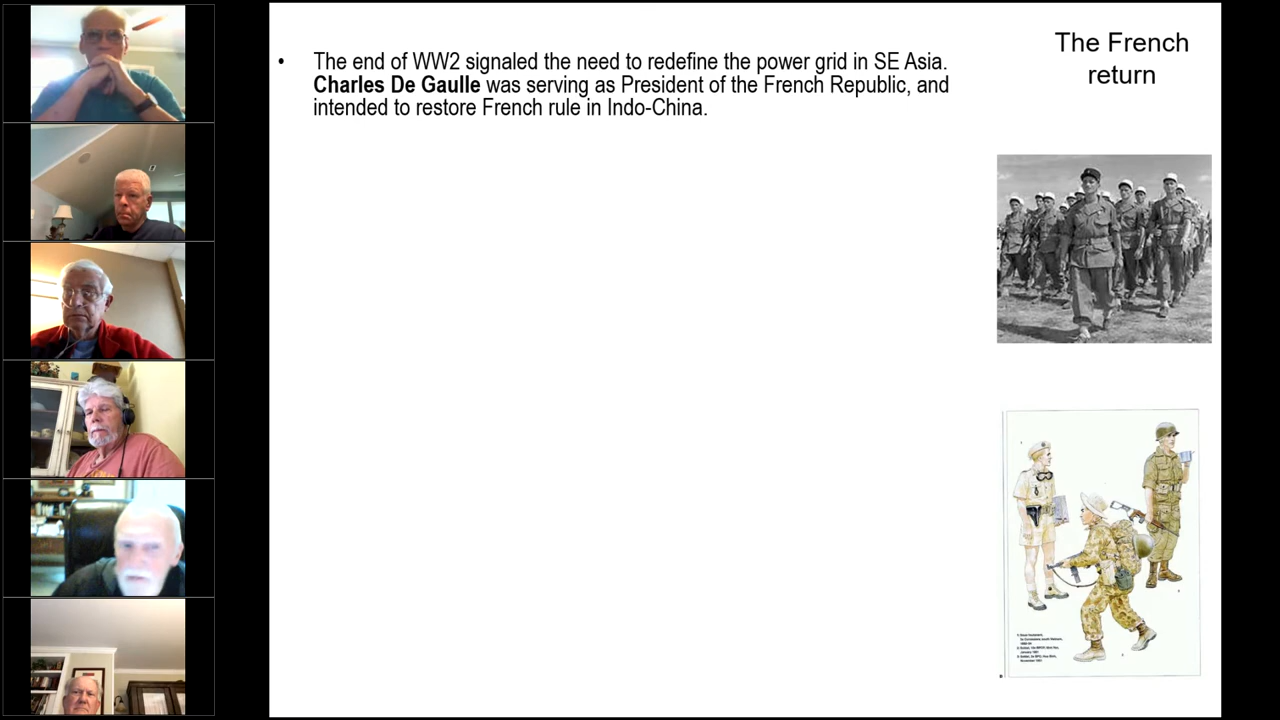 The French
return
• The end of WW2 signaled the need to redefine the power grid in SE Asia.
Charles De Gaulle was serving as President of the French Republic, and
intended to restore French rule in Indo-China.